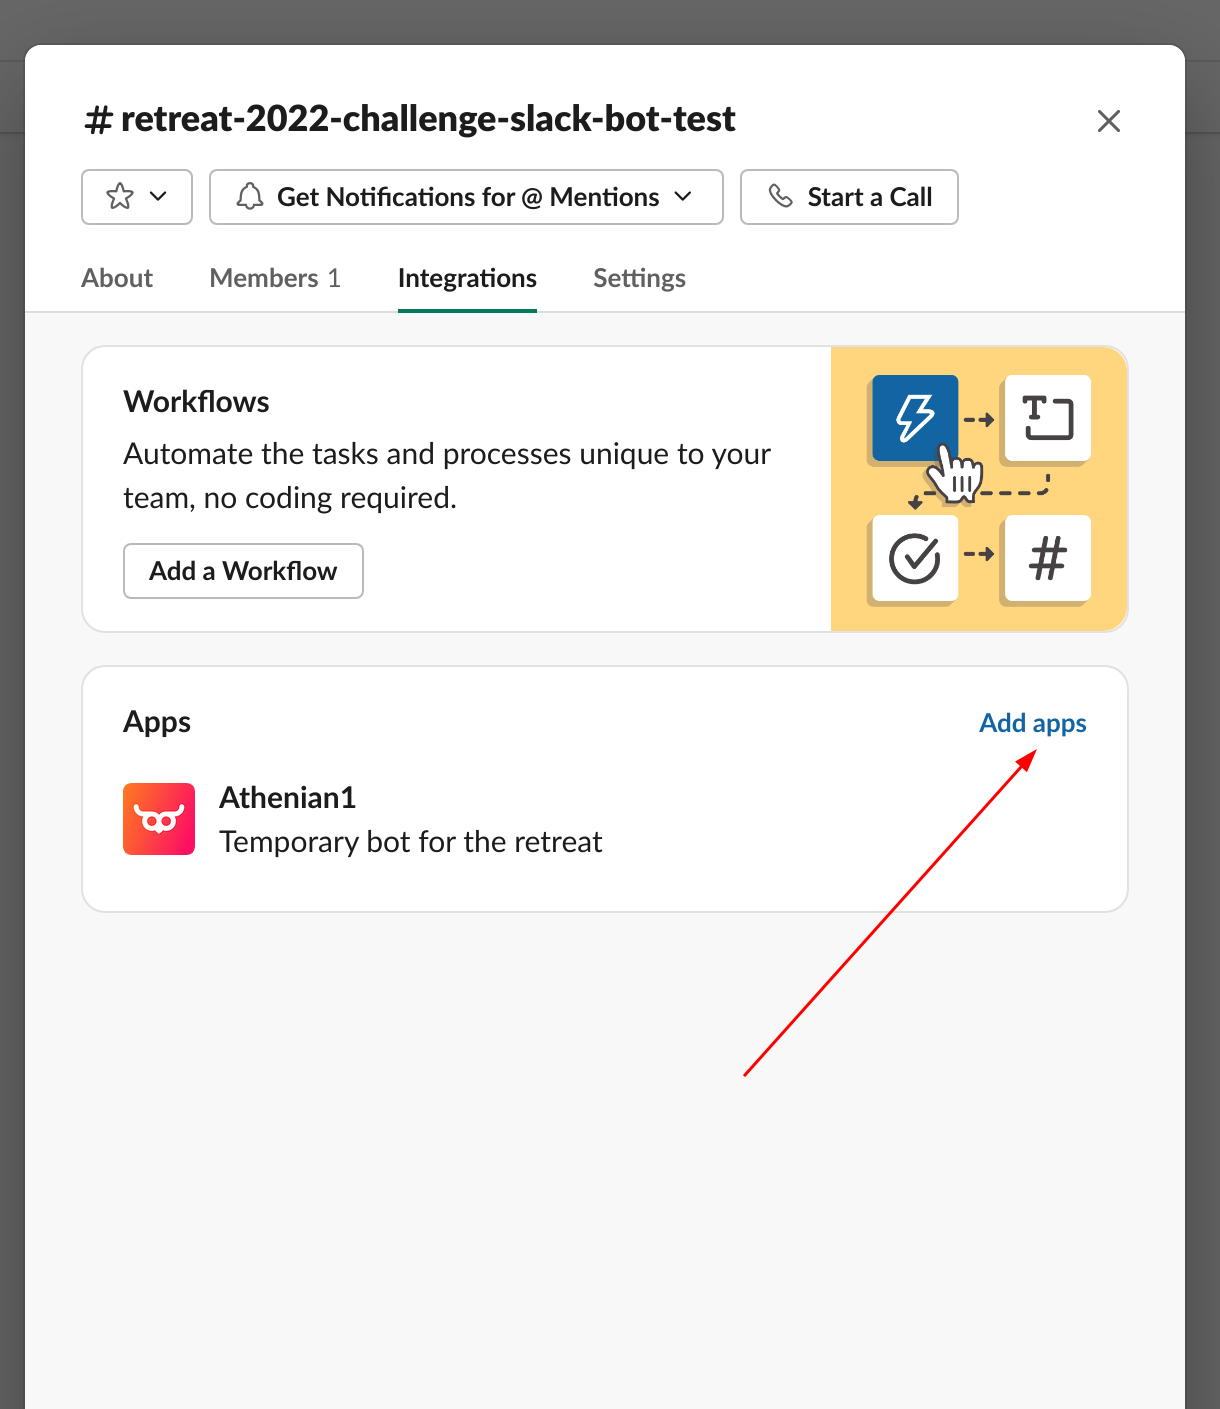 # retreat-2022-challenge-slack-bot-test
Get Notifications for @ Mentions
Start a Call
About
Members 1
Integrations
Settings
Workflows
Automate the tasks and processes unique to your
team, no coding required.
Add a Workflow
T
#
Apps
Add apps
Athenian1
Temporary bot for the retreat